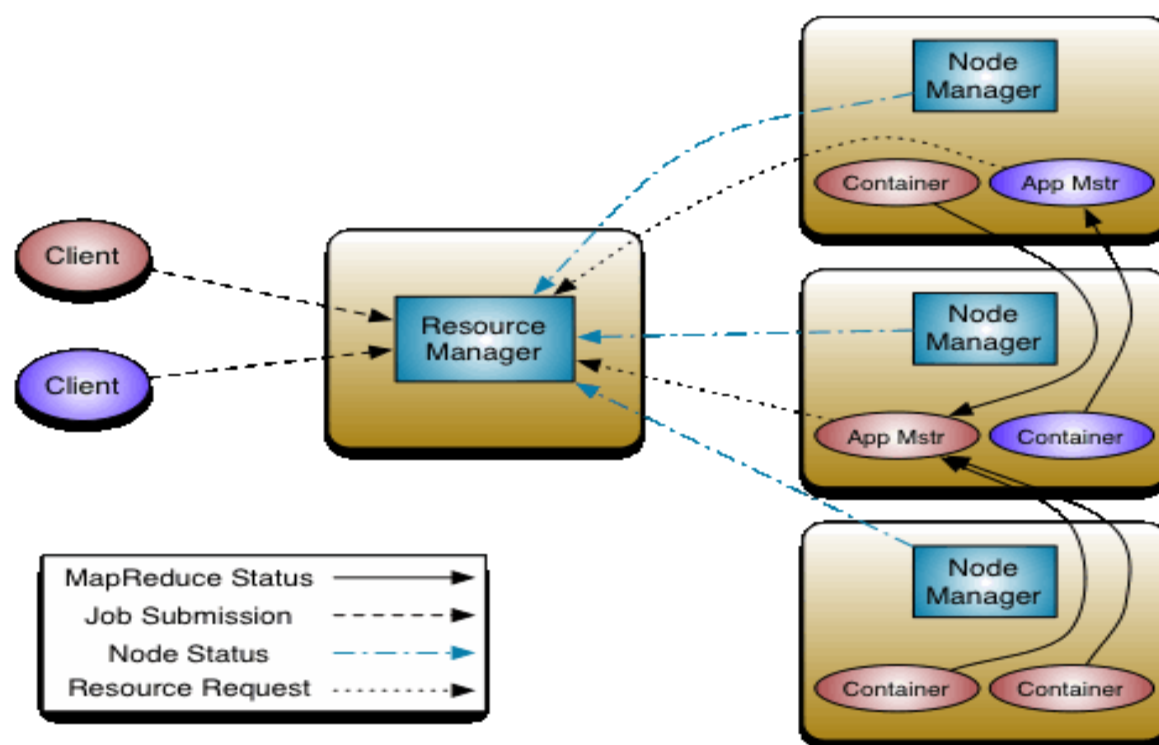 Client
Client
Resource
Manager
Node
Manager
Container
App Mstr
Node
Manager
App Mstr
Container
Node
Manager
Container
Container
MapReduce Status
Job Submission
Node Status
Resource Request